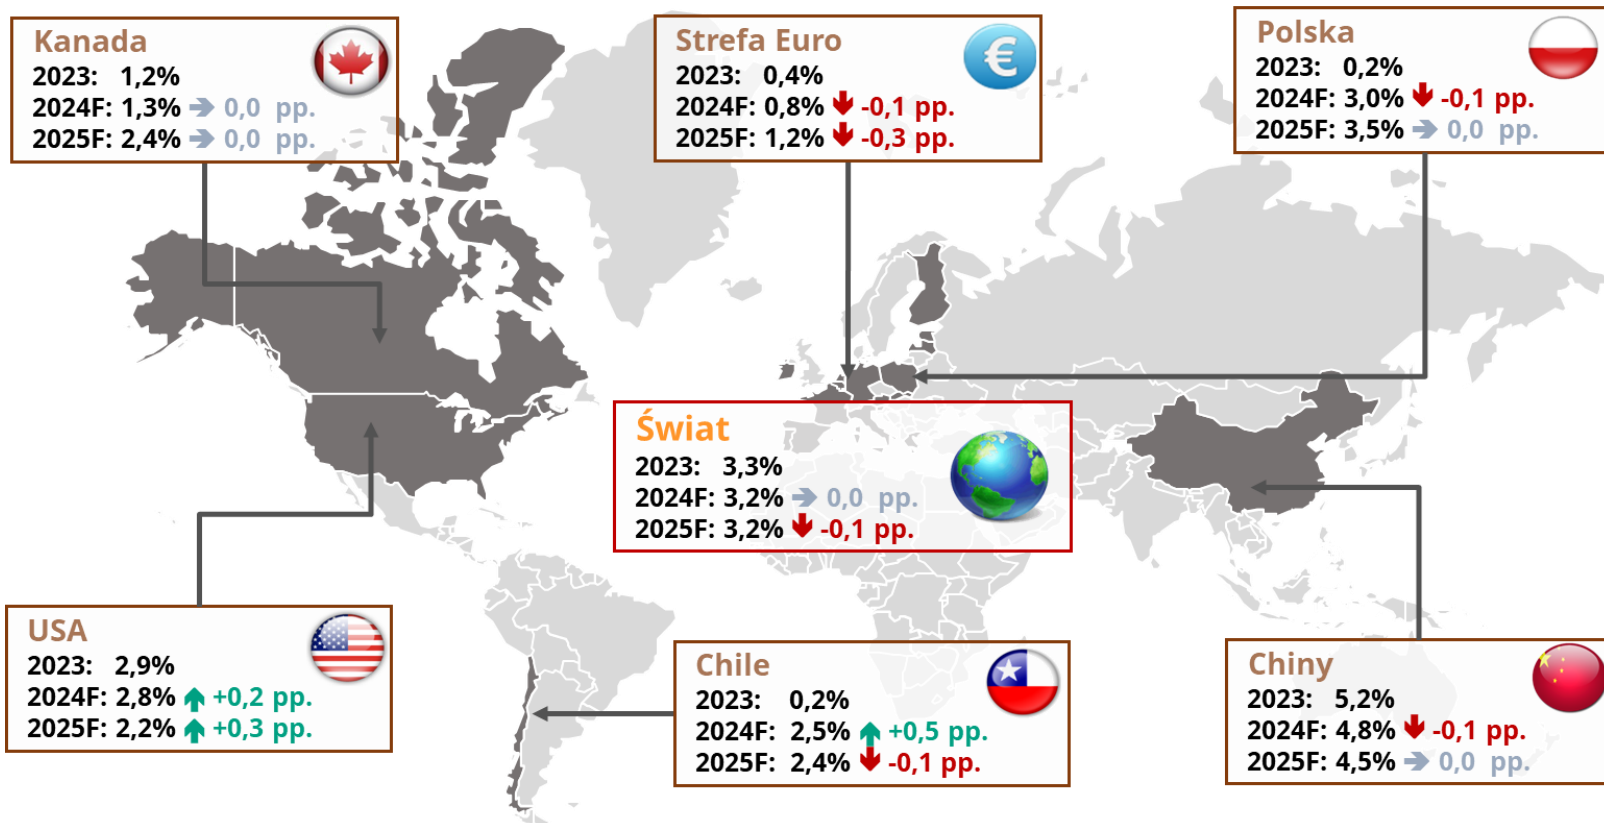 Kanada
2023: 1,2%
2024F: 1,3% 0,0 pp.
2025F: 2,4% 0,0 pp.
Strefa Euro
2023: 0,4%
2024F: 0,8% -0,1 pp.
2025F: 1,2% -0,3 pp.
€
Polska
2023: 0,2%
2024F: 3,0% -0,1 pp.
2025F: 3,5% 0,0 pp.
Świat
2023: 3,3%
2024F: 3,2% 0,0 pp.
2025F: 3,2% -0,1 pp.
USA
2023: 2,9%
2024F: 2,8% +0,2 pp.
2025F: 2,2% +0,3 pp.
Chile
2023: 0,2%
2024F: 2,5% +0,5 pp.
2025F: 2,4% -0,1 pp.
Chiny
2023: 5,2%
2024F: 4,8% -0,1 pp.
2025F: 4,5% 0,0 pp.